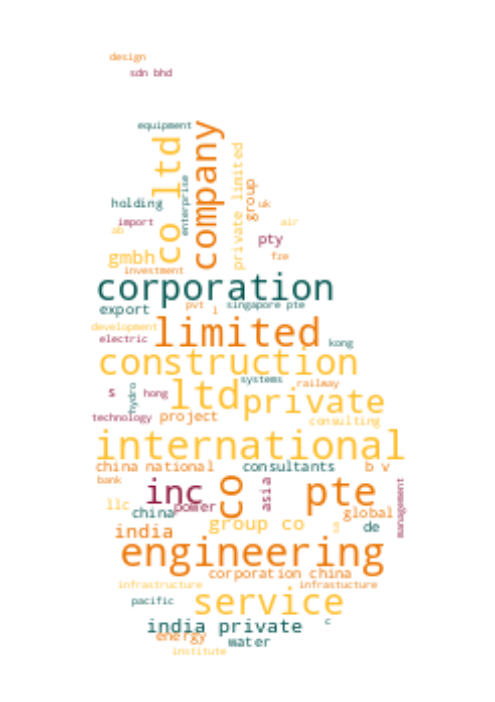 design
sdn bhd
equipment
co ltd
company
enterprise
private limited
group
holding
uk
import
air
ab
pty
gmbh
fze
investment
corporation
export
pvt
i
singapore pte
development
limited
electric
kong
construction
systems
railway
s
hydro
hong
ltd
private
technology
project
consulting
international
china national
consultants
b v
bank
inc
co
asia
pte
management
llc
china
power
global
group co
j
de
india
engineering
corporation china
infrastructure
infrastucture
pacific
service
india private
c
energy
water
institute